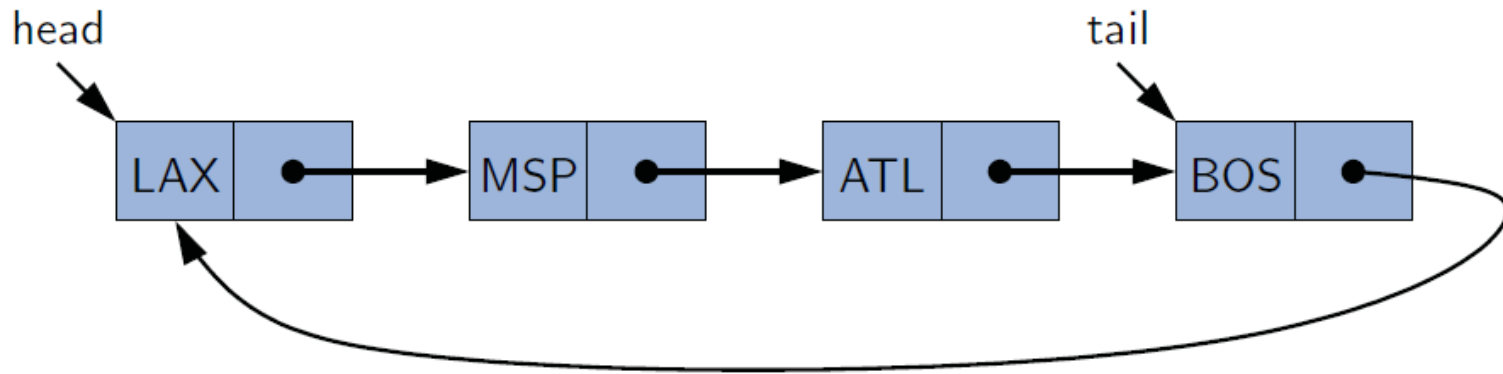 head
tail
LAX
MSP
ATL
BOS